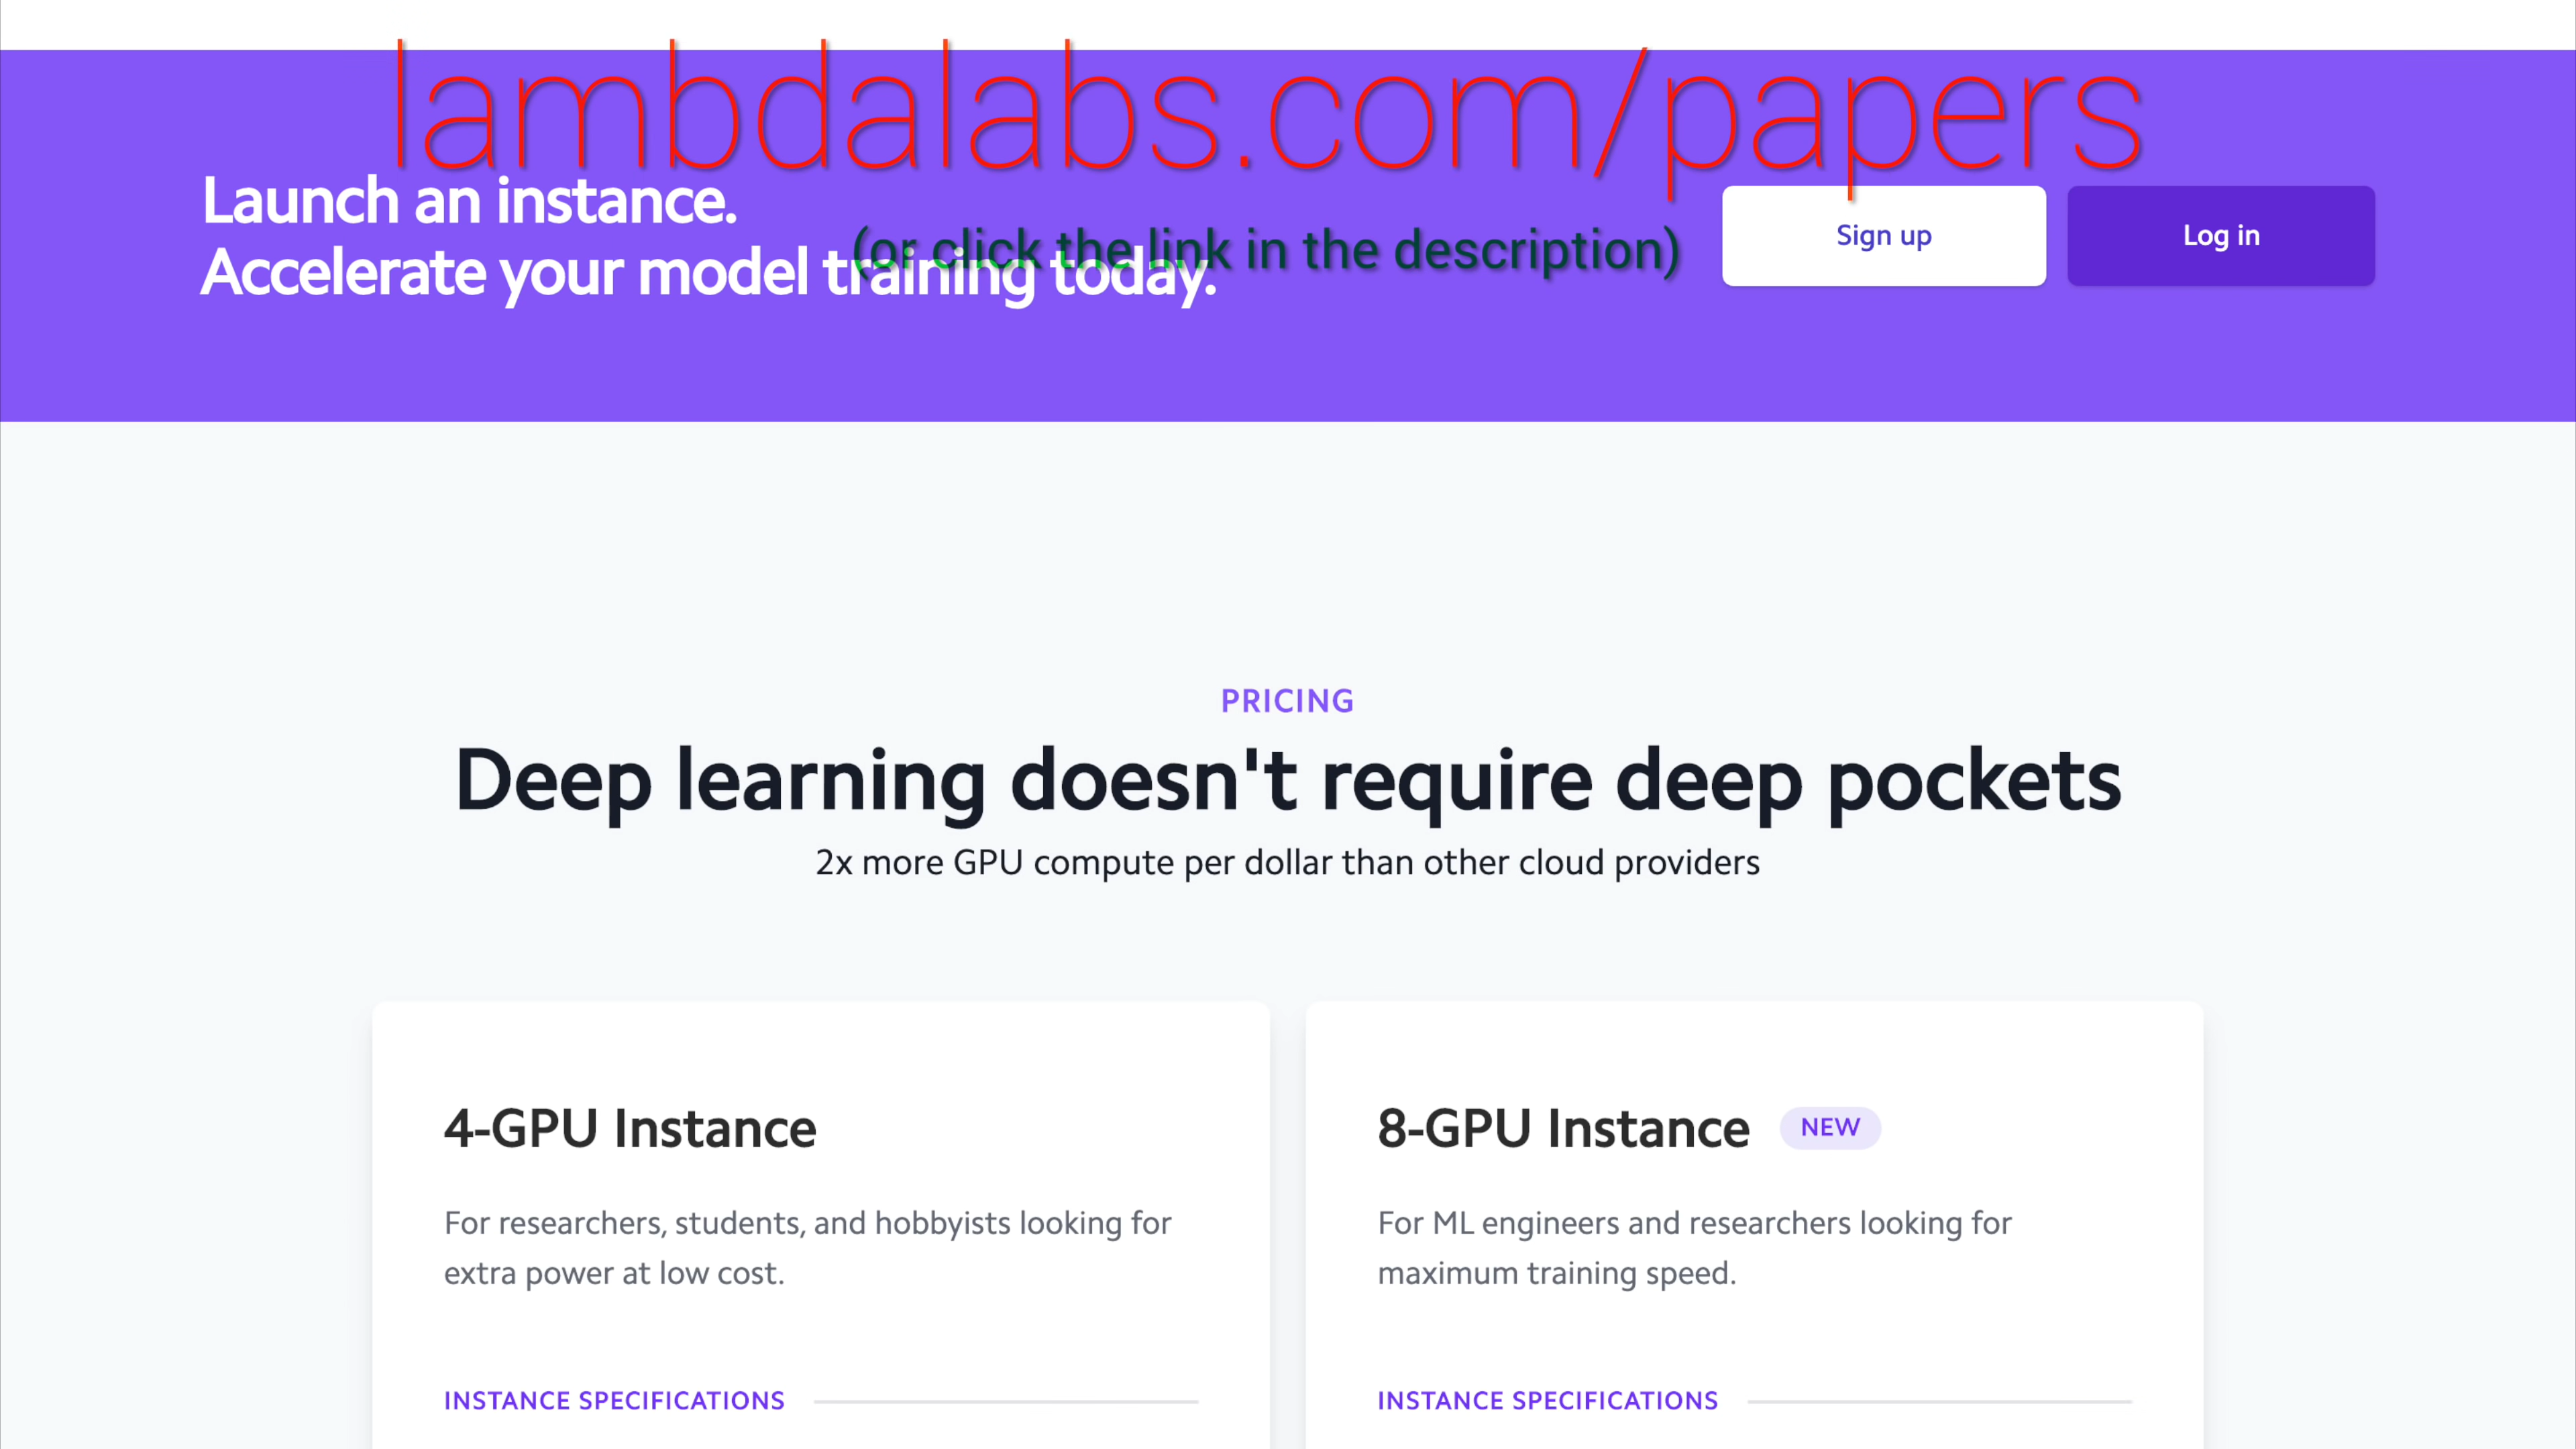 lambdalabs.com/papers
Launch an instance.
(or click the link in the description)
Accelerate your model training today.
Sign up
Log in
PRICING
Deep learning doesn't require deep pockets
2x more GPU compute per dollar than other cloud providers
4-GPU Instance
For researchers, students, and hobbyists looking for
extra power at low cost.
INSTANCE SPECIFICATIONS
8-GPU Instance NEW
For ML engineers and researchers looking for
maximum training speed.
INSTANCE SPECIFICATIONS